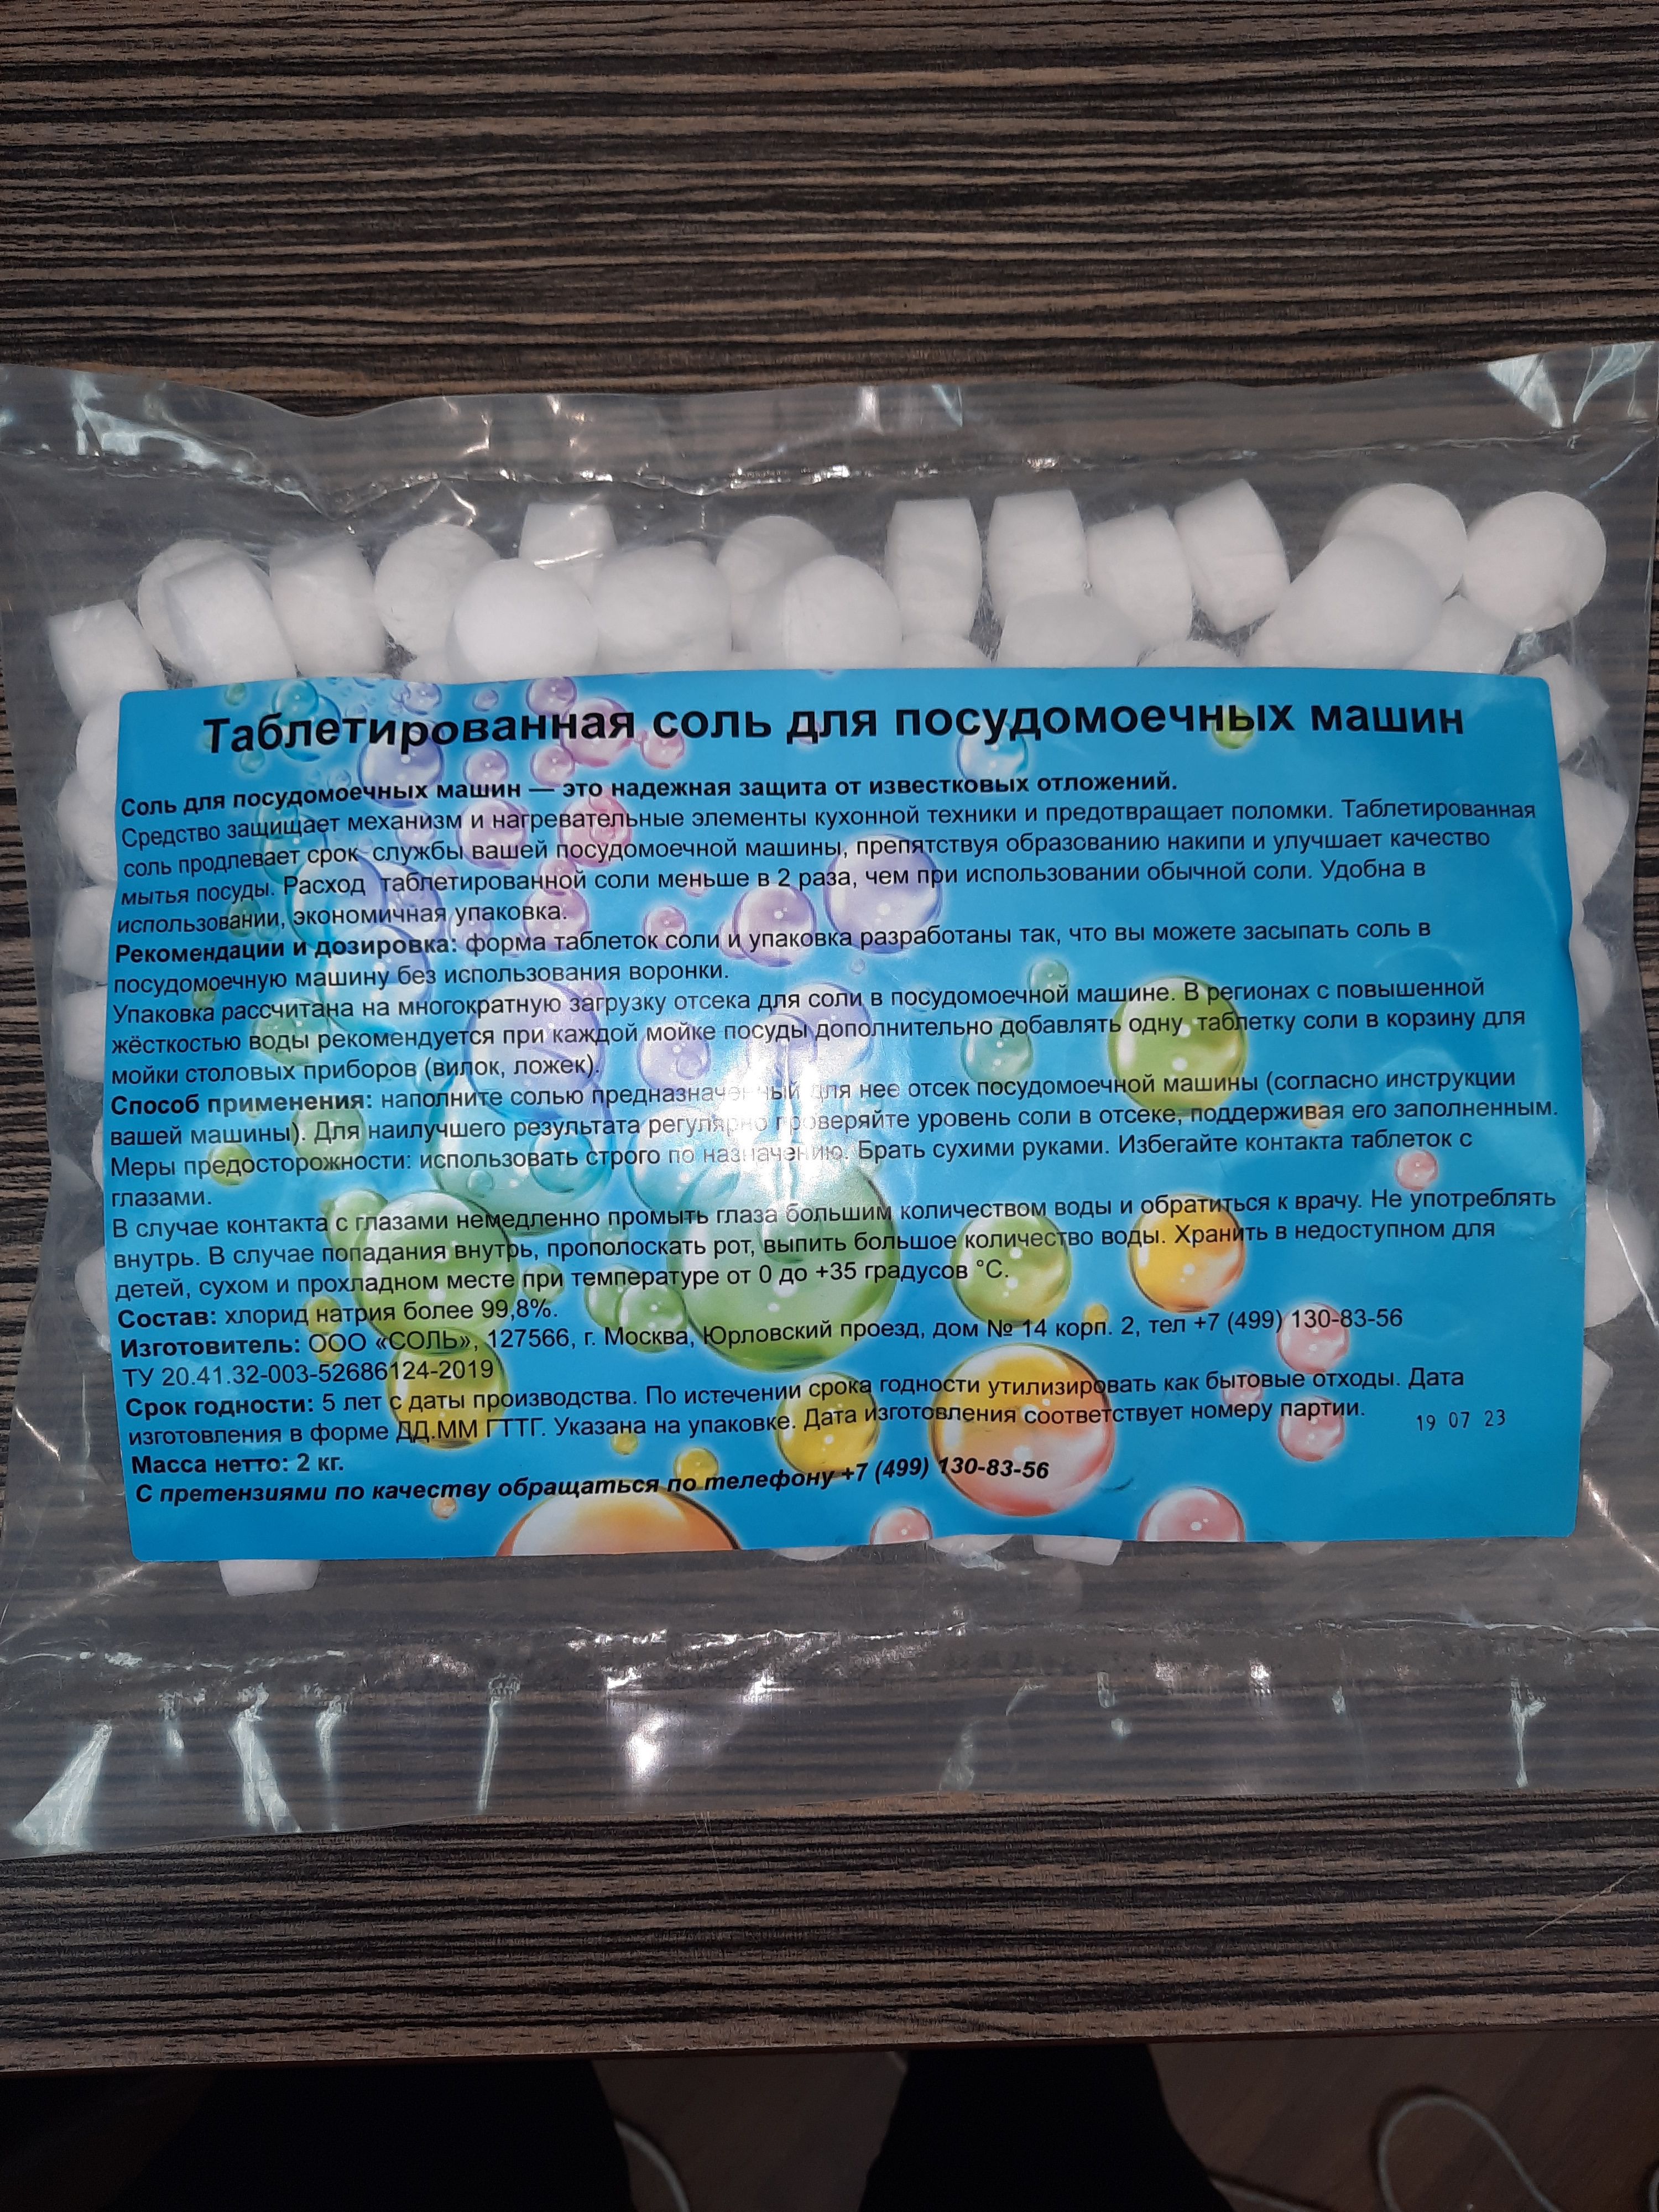 Таблетированная соль для посудомоечных машин
Соль для посудомоечных машин — это надежная защита от известковых отложений.
Средство защищает механизм и нагревательные элементы кухонной техники и предотвращает поломки. Таблетированная
соль продлевает срок службы вашей посудомоечной машины, препятствуя образованию накипи и улучшает качество
мытья посуды. Расход таблетированной соли меньше в 2 раза, чем при использовании обычной соли. Удобна в
использовании, экономичная упаковка.
Рекомендации и дозировка: форма таблеток соли и упаковка разработаны так, что вы можете засыпать соль в
посудомоечную машину без использования воронки.
Упаковка рассчитана на многократную загрузку отсека для соли в посудомоечной машине. В регионах с повышенной
жёсткостью воды рекомендуется при каждой мойке посуды дополнительно добавлять одну таблетку соли в корзину для
мойки столовых приборов (вилок, ложек).
Способ применения: наполните солью предназначенный для нее отсек посудомоечной машины (согласно инструкции
вашей машины). Для наилучшего результата регулярно проверяйте уровень соли в отсеке, поддерживая его заполненным.
Меры предосторожности: использовать строго по назначению. Брать сухими руками. Избегайте контакта таблеток с
глазами.
В случае контакта с глазами немедленно промыть глаза большим количеством воды и обратиться к врачу. Не употреблять
внутрь. В случае попадания внутрь, прополоскать рот, выпить большое количество воды. Хранить в недоступном для
детей, сухом и прохладном месте при температуре от 0 до +35 градусов °С.
Состав: хлорид натрия более 99,8%.
Изготовитель: ООО «СОЛЬ», 127566, г. Москва, Юрловский проезд, дом № 14 корп. 2, тел +7 (499) 130-83-56
ТУ 20.41.32-003-52686124-2019
Срок годности: 5 лет с даты производства. По истечении срока годности утилизировать как бытовые отходы. Дата
изготовления в форме ДД.ММ ГТТГ. Указана на упаковке. Дата изготовления соответствует номеру партии.
19 07 23
Масса нетто: 2 кг.
С претензиями по качеству обращаться по телефону +7 (499) 130-83-56